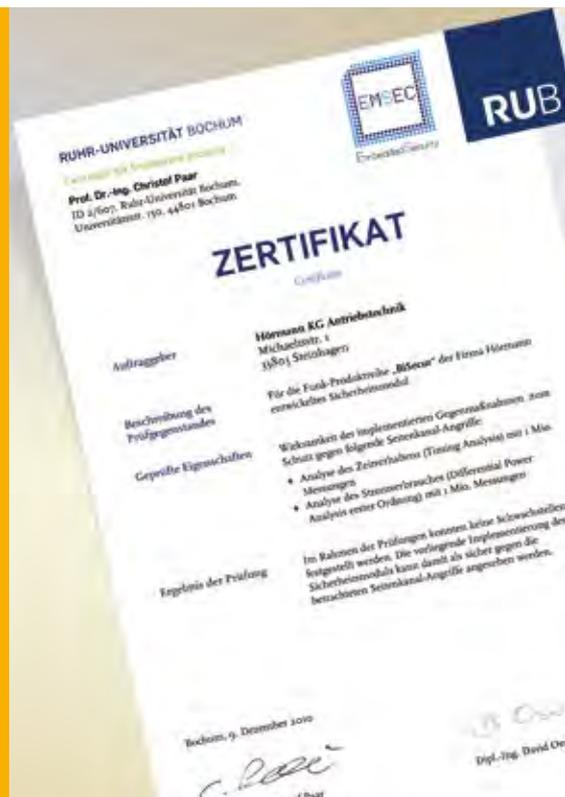 RUHR-UNIVERSITÄT BOCHUM
Prof. Dr.-Ing. Christof Paar
ID 2/607, Ruhr-Universität Bochum,
Universitätsstr. 150, 44801 Bochum
EMSEC
Embedded Security
RUB
ZERTIFIKAT
Certificate
Auftraggeber
Hörmann KG Antriebstechnik
Michaelisstr. 1
33803 Steinhagen
Beschreibung des
Prüfgegenstandes
Für die Funk-Produktreihe „BiSecur“ der Firma Hörmann
entwickeltes Sicherheitsmodul
Geprüfte Eigenschaften
Wirksamkeit der implementierten Gegenmaßnahmen zum
Schutz gegen folgende Seitenkanal-Angriffe:
• Analyse des Zeitverhaltens (Timing Analysis) mit 1 Mio.
Messungen
• Analyse des Stromverbrauches (Differential Power
Analysis erster Ordnung) mit 1 Mio. Messungen
Ergebnis der Prüfung
Im Rahmen der Prüfungen konnten keine Schwachstellen
festgestellt werden. Die vorliegende Implementierung des
Sicherheitsmoduls kann damit als sicher gegen die
betrachteten Seitenkanal-Angriffe angesehen werden.
Bochum, 9. Dezember 2010
Dipl.-Ing. David Os
Paar